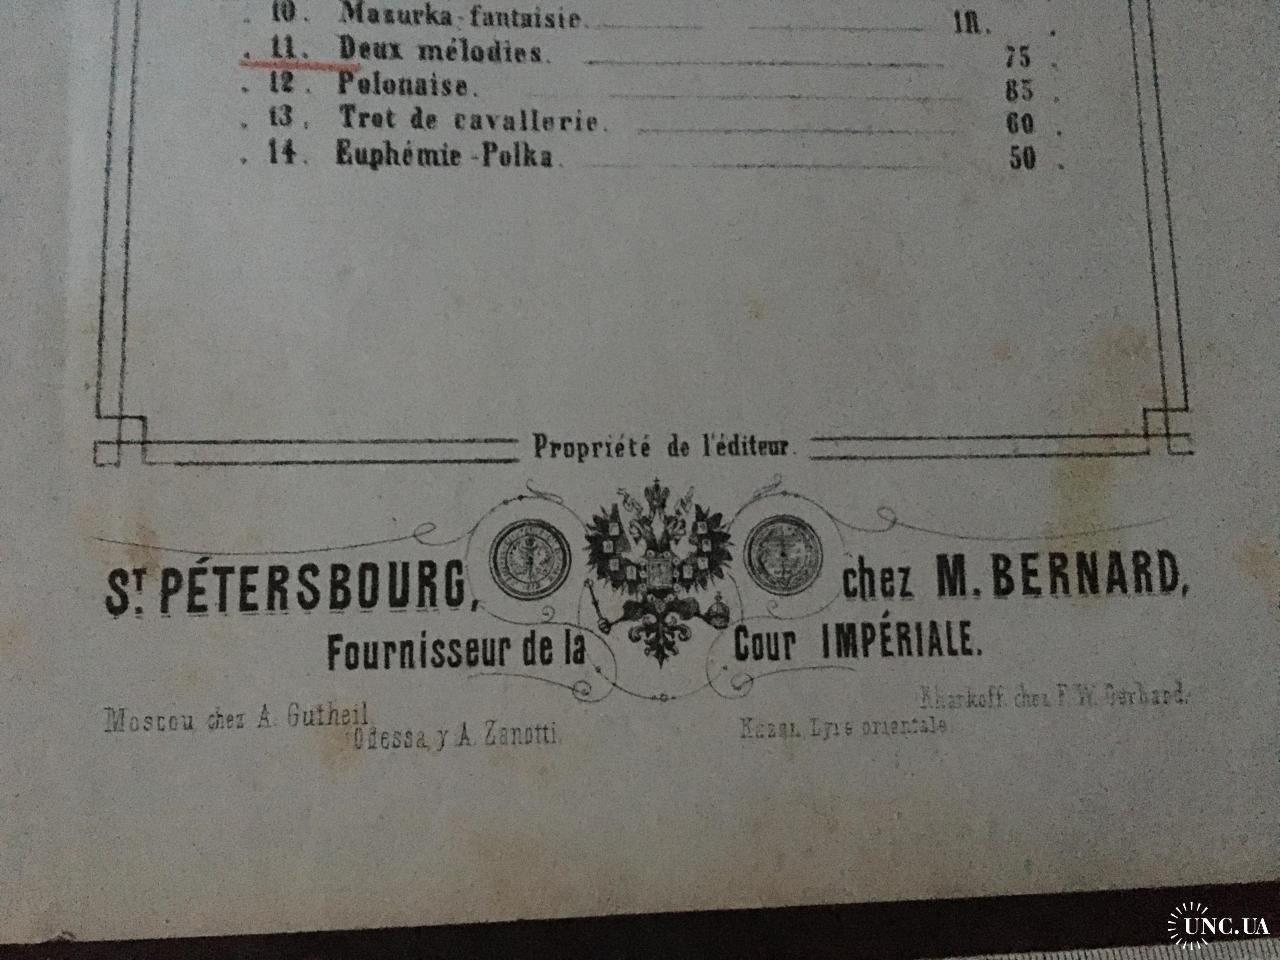 10. Mazurka-fantaisie. 1R.
11. Deux mélodies. 75
12. Polonaise. 85
13. Trot de cavallerie. 60
14. Euphémie-Polka. 50
Propriété de l'éditeur.
ST. PÉTERSBOURG, chez M. BERNARD,
Fournisseur de la Cour IMPÉRIALE.
Kharkoff, chez F. W. Gerhard.
Moscou chez A. Gutheil.
Odessa, y A. Zanotti. Kazan, Lyre orientale.
UNC.UA